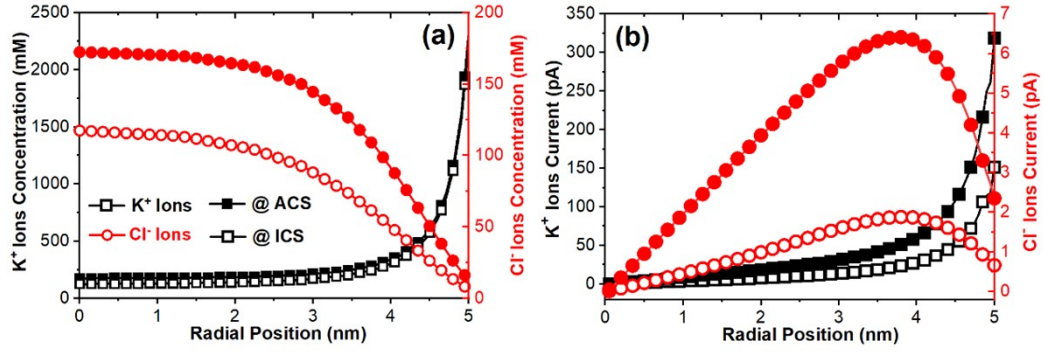 (a)
K⁺ Ions Concentration (mM)
2500
2000
1500
1000
500
0
0 1 2 3 4 5
Radial Position (nm)
200
150
100
50
0
Cl⁻ Ions Concentration (mM)
K⁺ Ions @ ACS
Cl⁻ Ions @ ICS
(b)
K⁺ Ions Current (pA)
350
300
250
200
150
100
50
0
0 1 2 3 4 5
Radial Position (nm)
7
6
5
4
3
2
1
0
Cl⁻ Ions Current (pA)